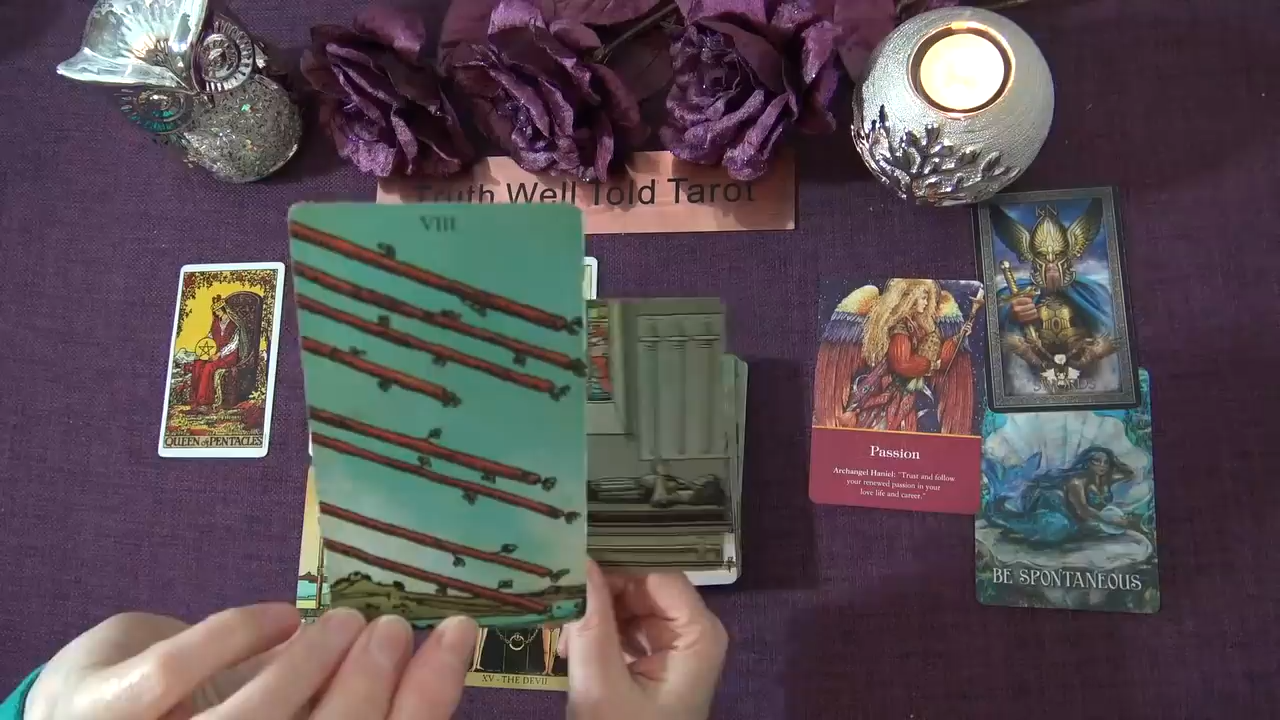 Truth Well Told Tarot
VIII
QUEEN of PENTACLES
Passion
Archangel Haniel: "Trust and follow
your renewed passion in your
love life and career."
SWORDS
BE SPONTANEOUS
XV - THE DEVIL